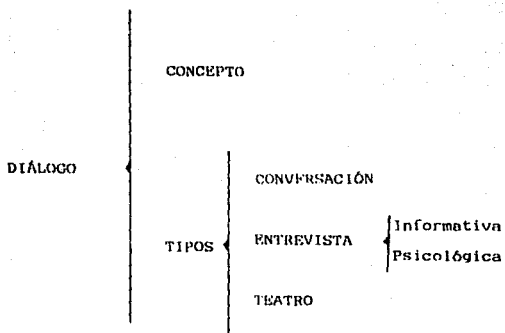 CONCEPTO
DIÁLOGO
CONVERSACIÓN
TIPOS
ENTREVISTA
Informativa
Psicológica
TEATRO